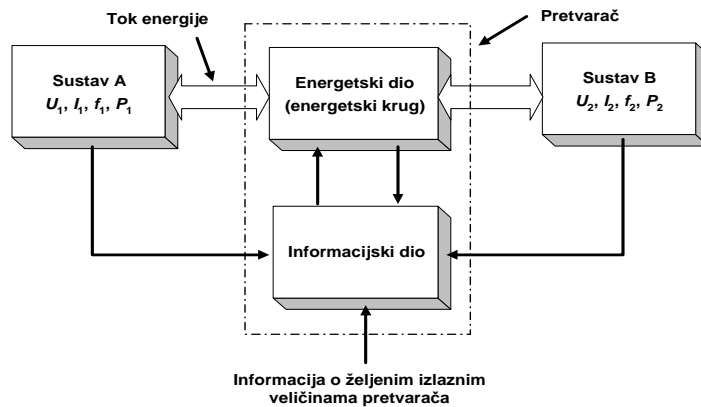 Tok energije
Pretvarač
Sustav A
U₁, I₁, f₁, P₁
Energetski dio
(energetski krug)
Sustav B
U₂, I₂, f₂, P₂
Informacijski dio
Informacija o željenim izlaznim
veličinama pretvarača